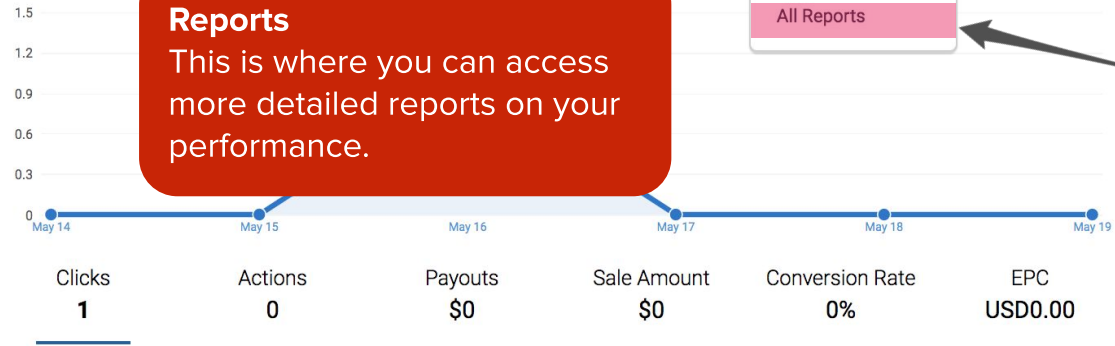 1.5
All Reports
Reports
This is where you can access
more detailed reports on your
performance.
1.2
0.9
0.6
0.3
0
May 14 May 15 May 16 May 17 May 18 May 19
Clicks Actions Payouts Sale Amount Conversion Rate EPC
1 0 $0 $0 0% USD0.00